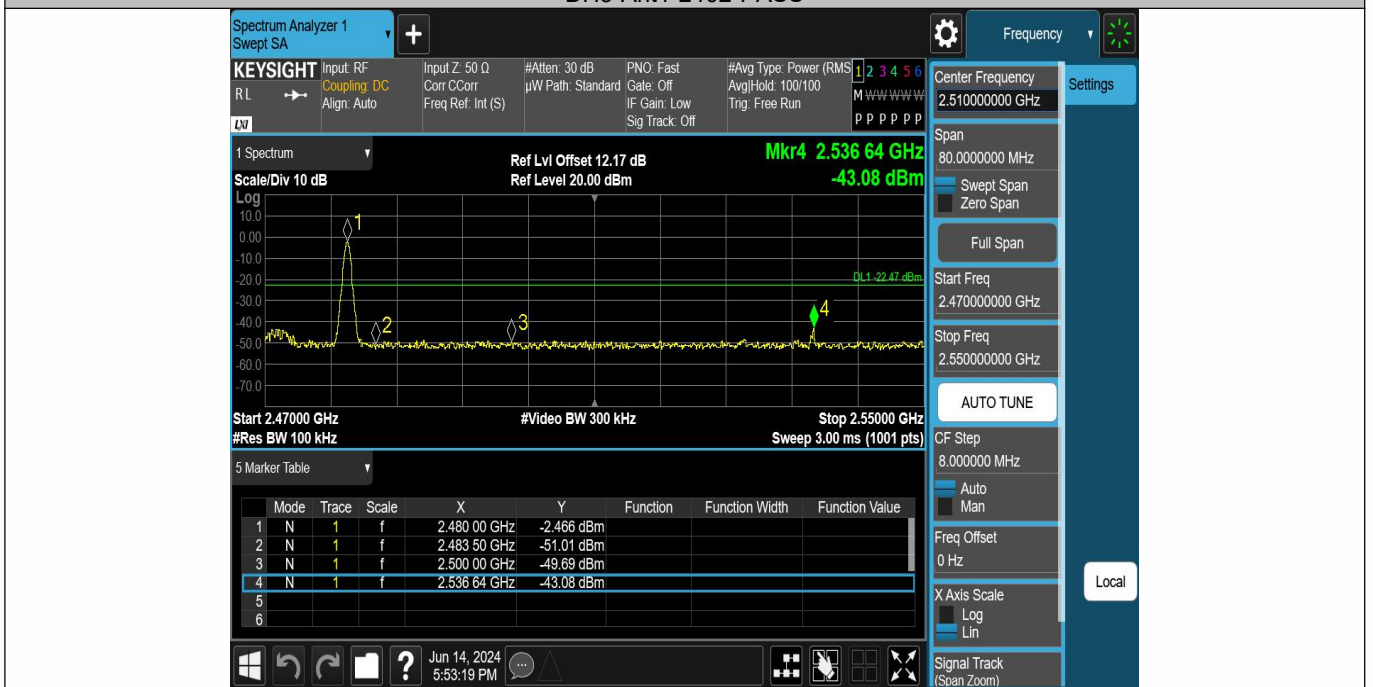 Spectrum Analyzer 1
Swept SA
+
Frequency
KEYSIGHT Input: RF Input Z: 50 Ω #Atten: 30 dB PNO: Fast #Avg Type: Power (RMS 1 2 3 4 5 6
RL Coupling: DC Corr CCorr µW Path: Standard Gate: Off Avg|Hold: 100/100 M W W W W W
Align: Auto Freq Ref: Int (S) IF Gain: Low Trig: Free Run
LXI Sig Track: Off P P P P P P
Center Frequency
2.510000000 GHz
Settings
1 Spectrum
Ref Lvl Offset 12.17 dB Mkr4 2.536 64 GHz
Scale/Div 10 dB Ref Level 20.00 dBm -43.08 dBm
Log
10.0
0.00
-10.0
-20.0
-30.0
-40.0
-50.0
-60.0
-70.0
1
2
3
4
DL1 -22.47 dBm
Start 2.47000 GHz #Video BW 300 kHz Stop 2.55000 GHz
#Res BW 100 kHz Sweep 3.00 ms (1001 pts)
Span
80.0000000 MHz
Swept Span
Zero Span
Full Span
Start Freq
2.470000000 GHz
Stop Freq
2.550000000 GHz
AUTO TUNE
CF Step
8.000000 MHz
Auto
Man
Freq Offset
0 Hz
X Axis Scale
Log
Lin
Signal Track
(Span Zoom)
Local
5 Marker Table
Mode Trace Scale X Y Function Function Width Function Value
1 N 1 f 2.480 00 GHz -2.466 dBm
2 N 1 f 2.483 50 GHz -51.01 dBm
3 N 1 f 2.500 00 GHz -49.69 dBm
4 N 1 f 2.536 64 GHz -43.08 dBm
5
6
?
Jun 14, 2024
5:53:19 PM